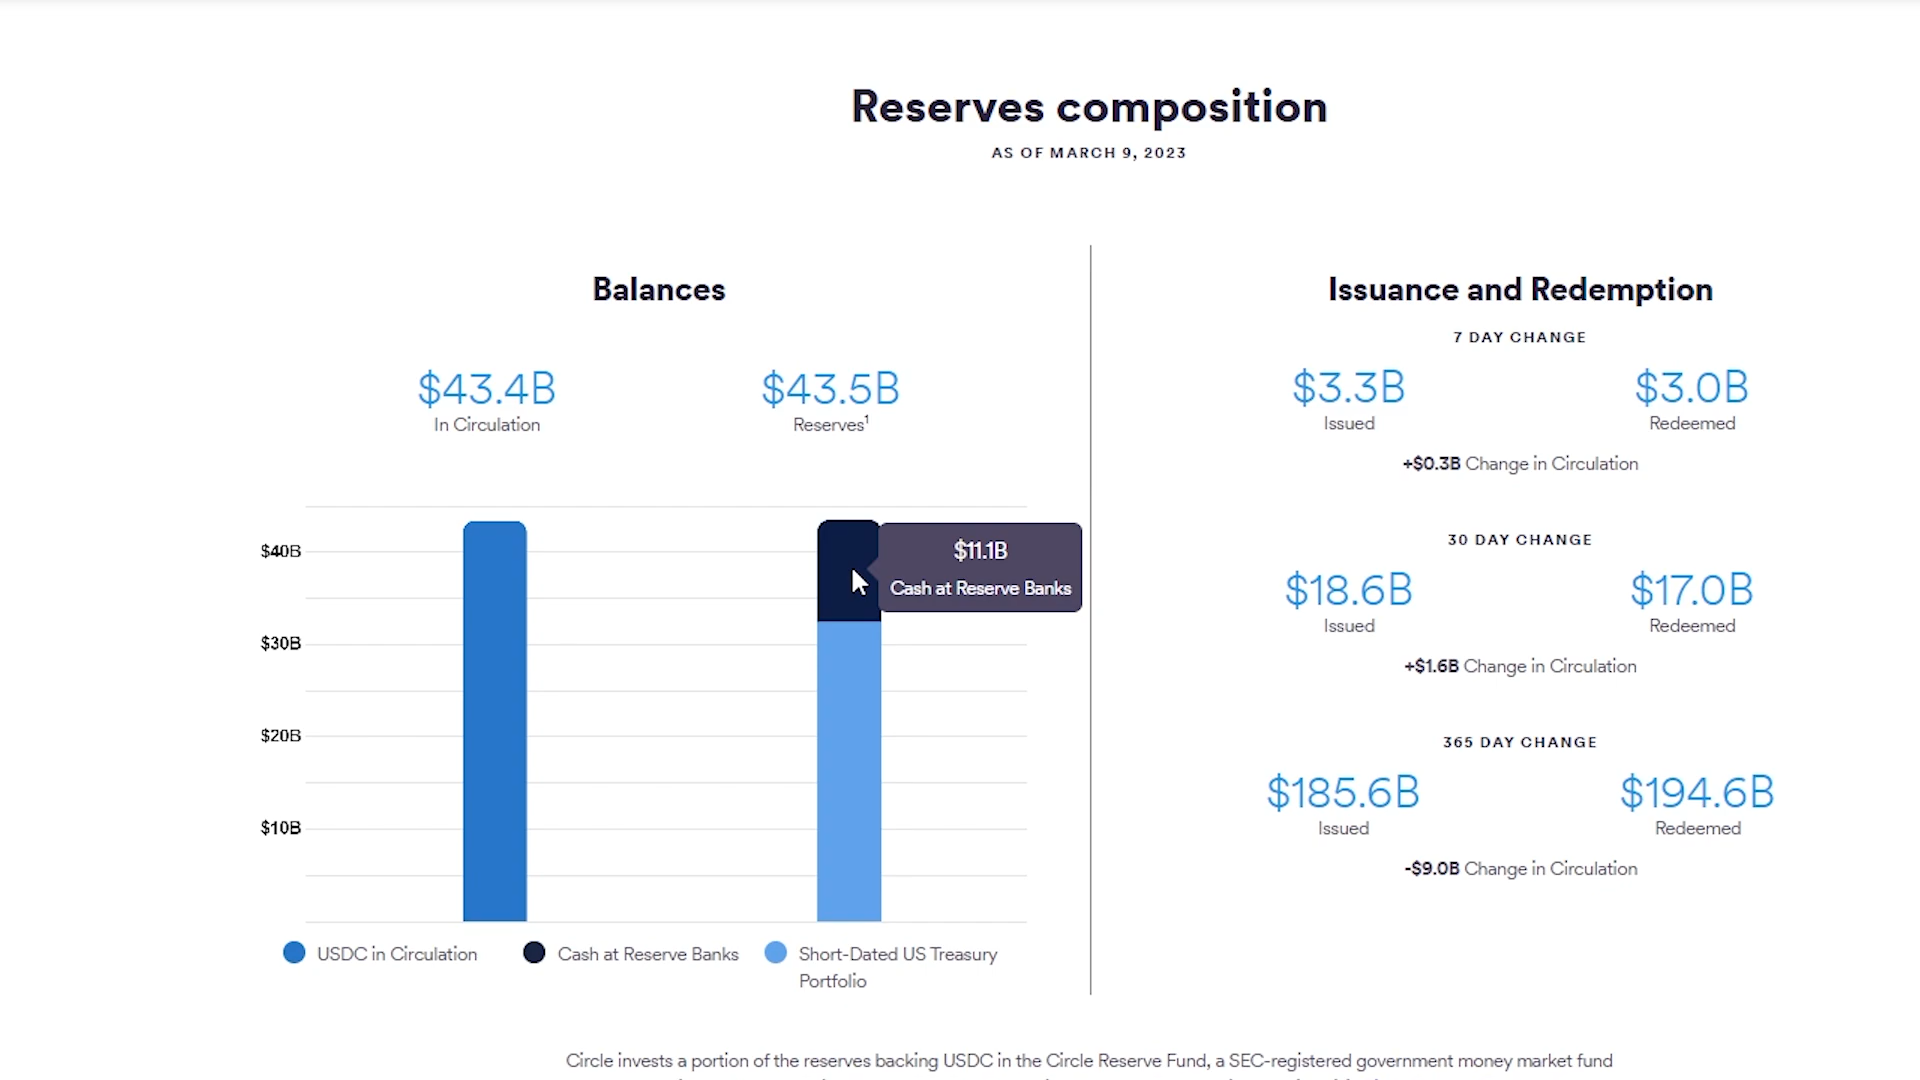 Reserves composition
AS OF MARCH 9, 2023
Balances
$43.4B
In Circulation
$43.5B
Reserves¹
$40B
$30B
$20B
$10B
$11.1B
Cash at Reserve Banks
USDC in Circulation
Cash at Reserve Banks
Short-Dated US Treasury
Portfolio
Issuance and Redemption
7 DAY CHANGE
$3.3B
Issued
$3.0B
Redeemed
+$0.3B Change in Circulation
30 DAY CHANGE
$18.6B
Issued
$17.0B
Redeemed
+$1.6B Change in Circulation
365 DAY CHANGE
$185.6B
Issued
$194.6B
Redeemed
-$9.0B Change in Circulation
Circle invests a portion of the reserves backing USDC in the Circle Reserve Fund, a SEC-registered government money market fund